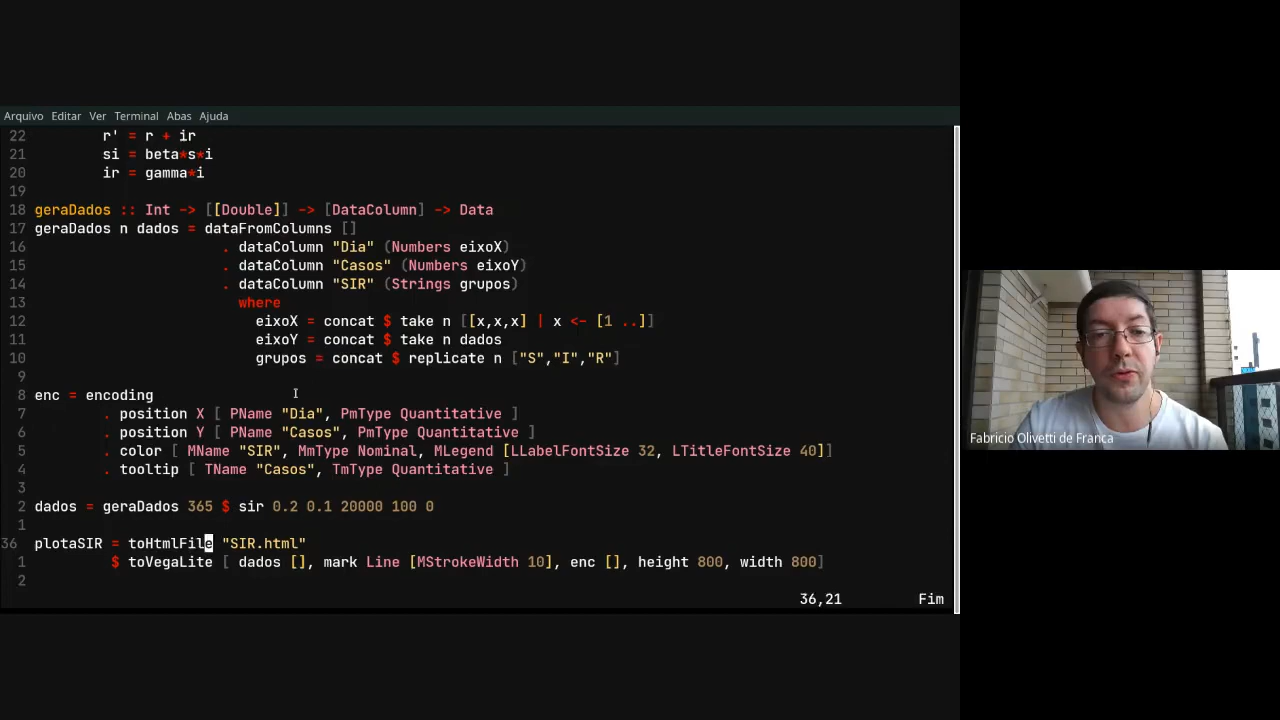 Arquivo Editar Ver Terminal Abas Ajuda
22 r' = r + ir
21 si = beta*s*i
20 ir = gamma*i
19
18 geraDados :: Int -> [[Double]] -> [DataColumn] -> Data
17 geraDados n dados = dataFromColumns []
16 . dataColumn "Dia" (Numbers eixoX)
15 . dataColumn "Casos" (Numbers eixoY)
14 . dataColumn "SIR" (Strings grupos)
13 where
12 eixoX = concat $ take n [[x,x,x] | x <- [1 ..]]
11 eixoY = concat $ take n dados
10 grupos = concat $ replicate n ["S","I","R"]
9
8 enc = encoding
7 . position X [ PName "Dia", PmType Quantitative ]
6 . position Y [ PName "Casos", PmType Quantitative ]
5 . color [ MName "SIR", MmType Nominal, MLegend [LLabelFontSize 32, LTitleFontSize 40]]
4 . tooltip [ TName "Casos", TmType Quantitative ]
3
2 dados = geraDados 365 $ sir 0.2 0.1 20000 100 0
1
36 plotaSIR = toHtmlFile "SIR.html"
1 $ toVegaLite [ dados [], mark Line [MStrokeWidth 10], enc [], height 800, width 800]
2
36,21 Fim
Fabricio Olivetti de Franca